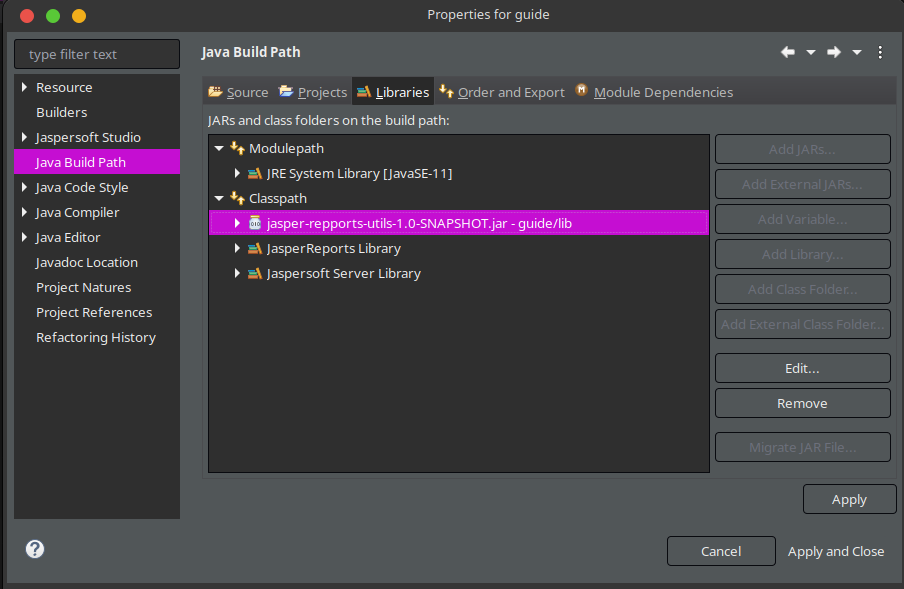 Properties for guide
type filter text
Resource
Builders
Jaspersoft Studio
Java Build Path
Java Code Style
Java Compiler
Java Editor
Javadoc Location
Project Natures
Project References
Refactoring History
Java Build Path
Source Projects Libraries Order and Export Module Dependencies
JARs and class folders on the build path:
Modulepath
JRE System Library [JavaSE-11]
Classpath
jasper-repports-utils-1.0-SNAPSHOT.jar - guide/lib
JasperReports Library
Jaspersoft Server Library
Add JARs...
Add External JARs...
Add Variable...
Add Library...
Add Class Folder...
Add External Class Folder...
Edit...
Remove
Migrate JAR File...
Apply
Cancel
Apply and Close